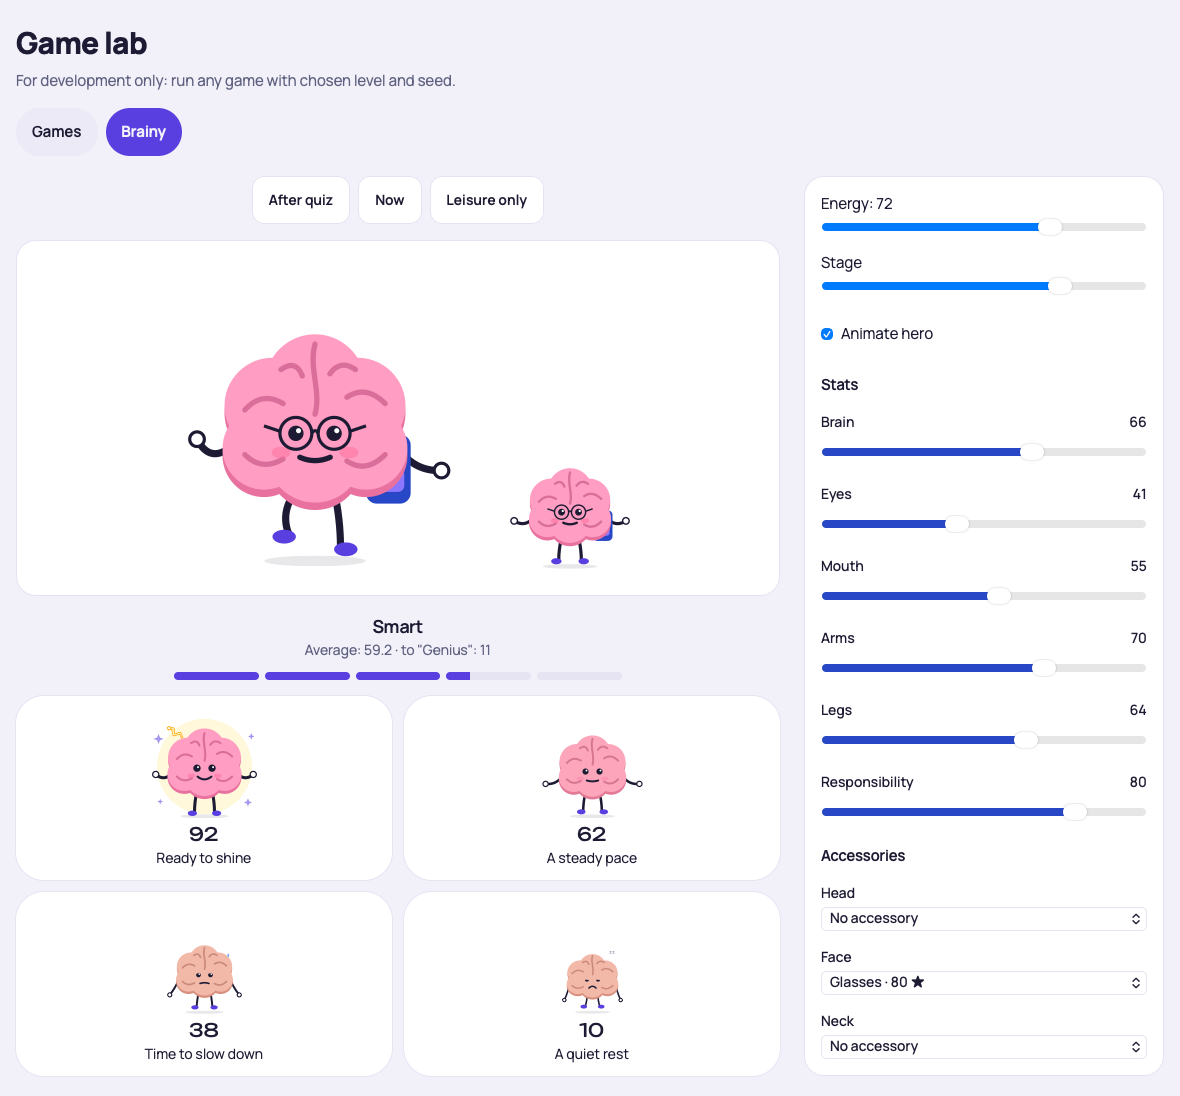 Game lab
For development only: run any game with chosen level and seed.
Games
Brainy
After quiz
Now
Leisure only
Smart
Average: 59.2 · to "Genius": 11
92
Ready to shine
62
A steady pace
38
Time to slow down
10
A quiet rest
Energy: 72
Stage
Animate hero
Stats
Brain 66
Eyes 41
Mouth 55
Arms 70
Legs 64
Responsibility 80
Accessories
Head
No accessory
Face
Glasses · 80 ★
Neck
No accessory